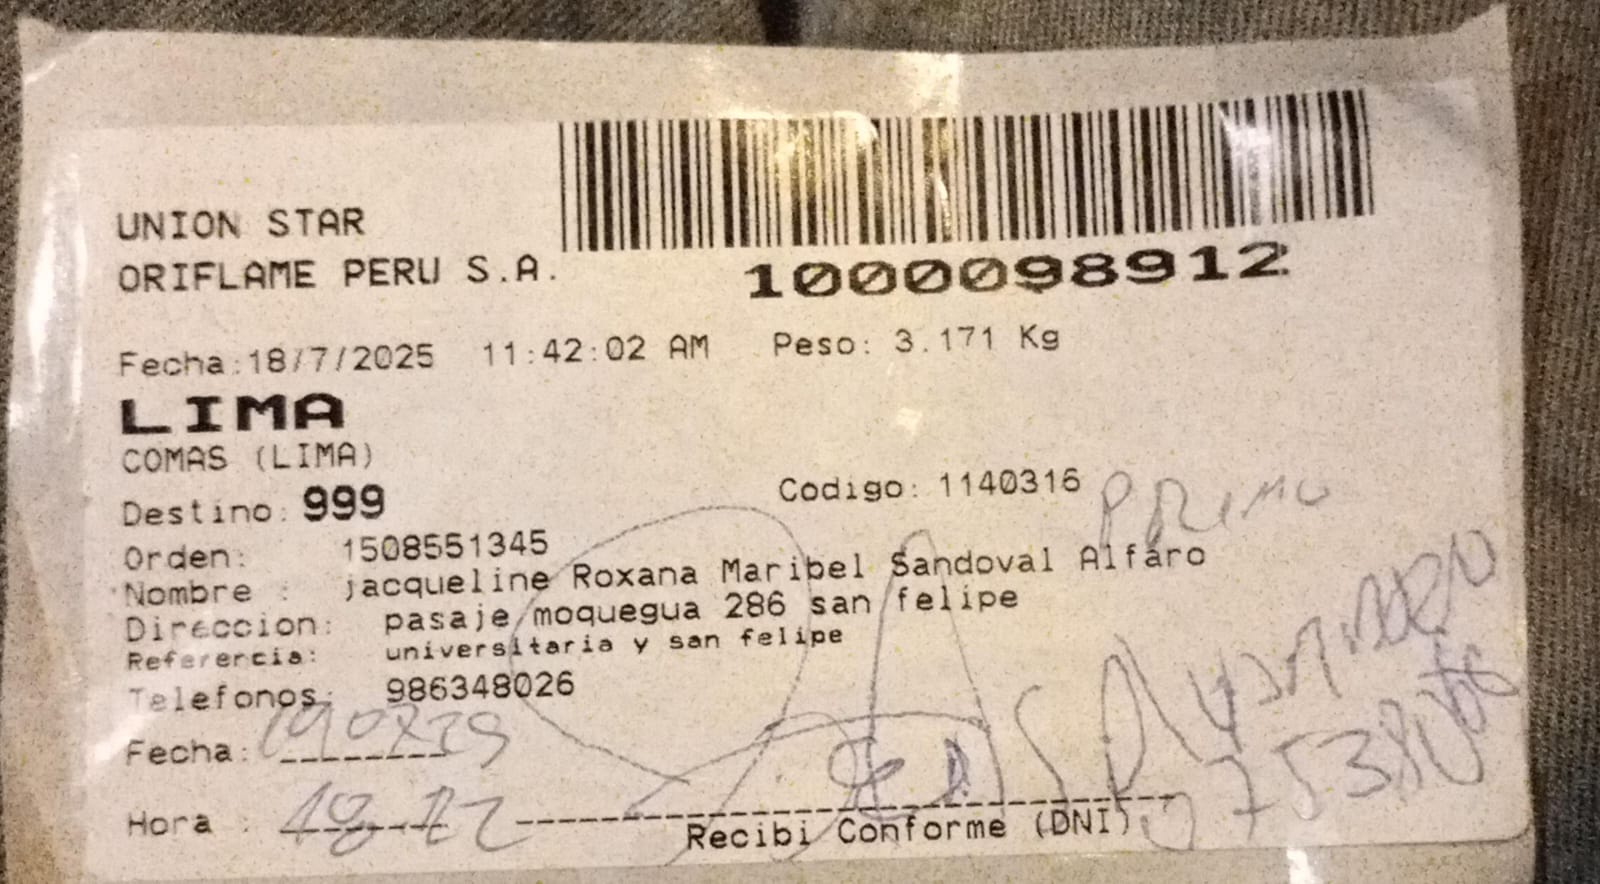 UNION STAR
ORIFLAME PERU S.A.
1000098912
Fecha:18/7/2025 11:42:02 AM Peso: 3.171 Kg
LIMA
COMAS (LIMA)
Destino: 999 Codigo: 1140316
PRIMO
Orden: 1508551345
Nombre : jacqueline Roxana Maribel Sandoval Alfaro
Direccion: pasaje moquegua 286 san felipe
Referencia: universitaria y san felipe
Telefonos: 986348026
Fecha:
Hora :
Recibi Conforme (DNI)